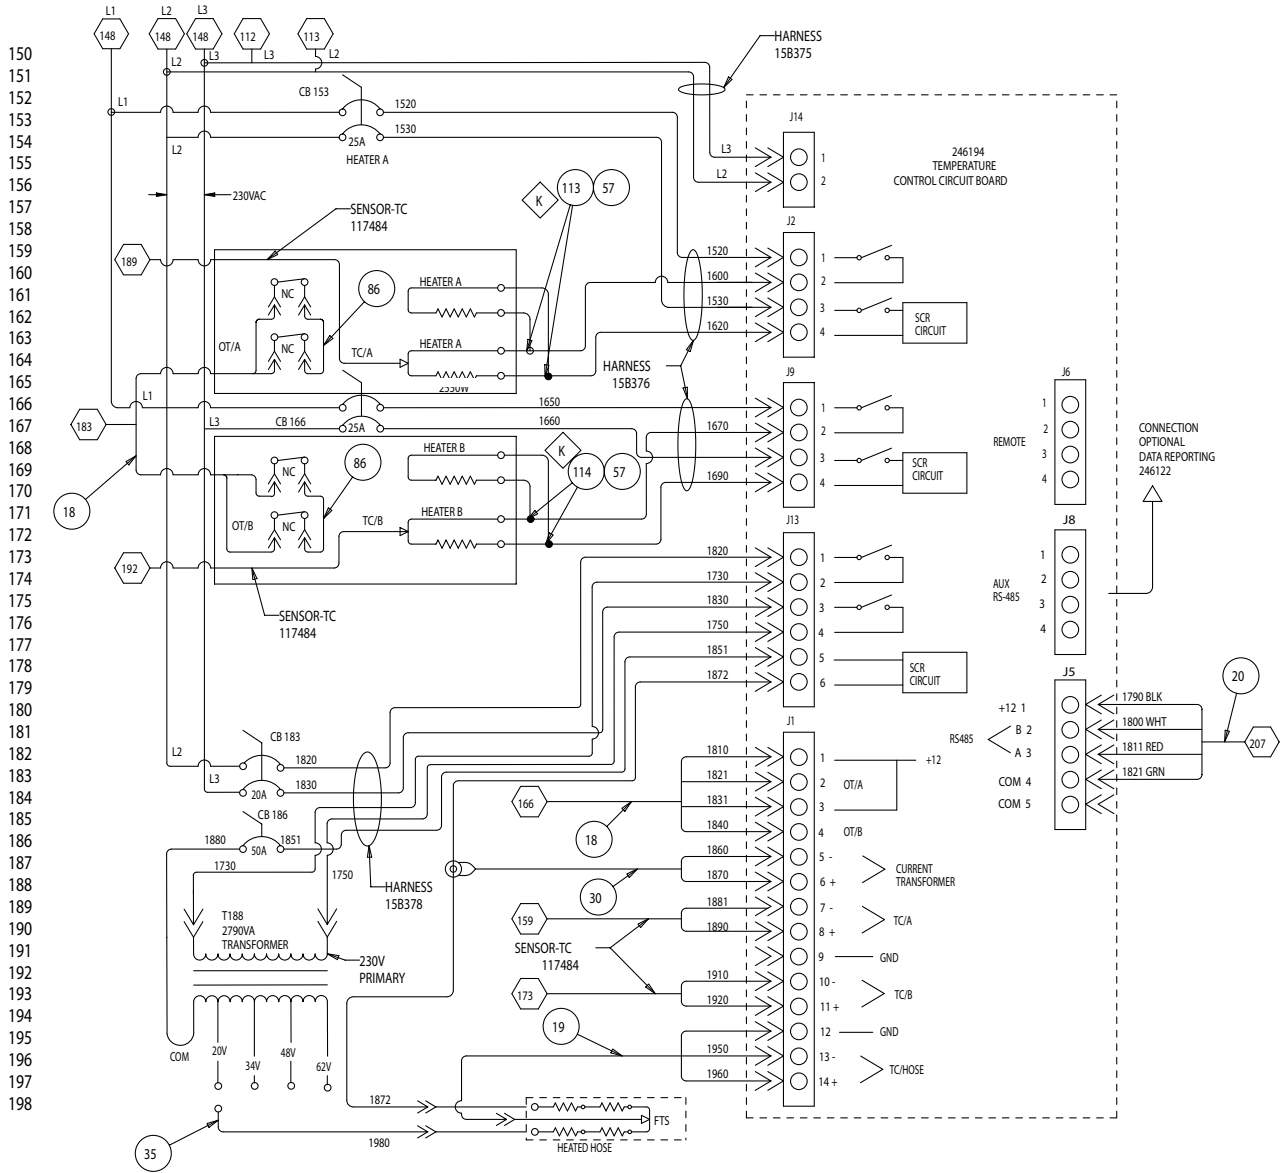 L1
L2
L3
148
148
148
112
113
L3
L3
L2
L2
HARNESS
15B375
150
151
152
153
154
155
156
157
158
159
160
161
162
163
164
165
166
167
168
169
170
171
172
173
174
175
176
177
178
179
180
181
182
183
184
185
186
187
188
189
190
191
192
193
194
195
196
197
198
CB 153
L1
1520
1530
25A
HEATER A
L2
230VAC
SENSOR-TC
117484
K
113
57
189
NC
86
HEATER A
OT/A
NC
TC/A
HEATER A
2550W
HARNESS
15B376
L1
183
L3
CB 166
25A
1650
1660
1670
1690
NC
86
HEATER B
K
114
57
18
OT/B
NC
TC/B
HEATER B
192
SENSOR-TC
117484
J14
L3
1
L2
2
246194
TEMPERATURE
CONTROL CIRCUIT BOARD
J2
1520
1
1600
2
1530
3
1620
4
SCR
CIRCUIT
J9
1
2
3
4
SCR
CIRCUIT
J13
1820
1
1730
2
1830
3
1750
4
1851
5
1872
6
SCR
CIRCUIT
J6
REMOTE
1
2
3
4
CONNECTION
OPTIONAL
DATA REPORTING
246122
J8
AUX
RS-485
1
2
3
4
J5
+12 1
B 2
RS485
A 3
COM 4
COM 5
1790 BLK
1800 WHT
1811 RED
1821 GRN
20
207
CB 183
L2
1820
L3
20A
1830
CB 186
1880
50A
1851
1730
1750
HARNESS
15B378
T188
2790VA
TRANSFORMER
230V
PRIMARY
COM
20V
34V
48V
62V
35
J1
1810
1
+12
1821
2
OT/A
1831
3
1840
4
OT/B
1860
5 -
CURRENT
TRANSFORMER
1870
6 +
1881
7 -
TC/A
1890
8 +
9
GND
1910
10 -
TC/B
1920
11 +
12
GND
1950
13 -
TC/HOSE
1960
14 +
166
18
30
159
SENSOR-TC
117484
173
19
1872
1980
FTS
HEATED HOSE